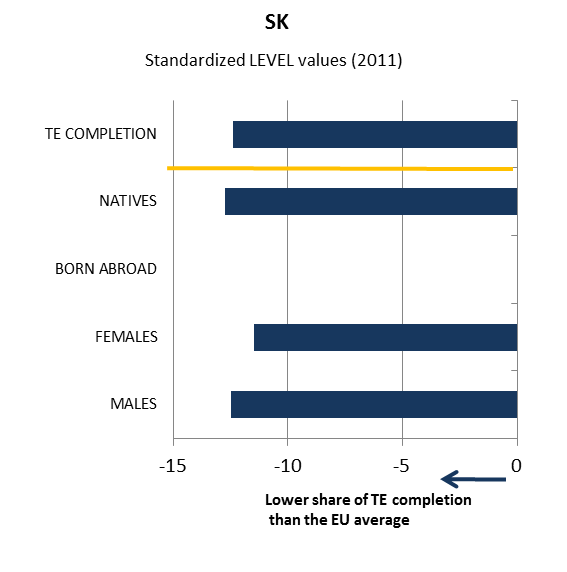 SK
Standardized LEVEL values (2011)
TE COMPLETION
NATIVES
BORN ABROAD
FEMALES
MALES
-15 -10 -5 0
Lower share of TE completion
than the EU average